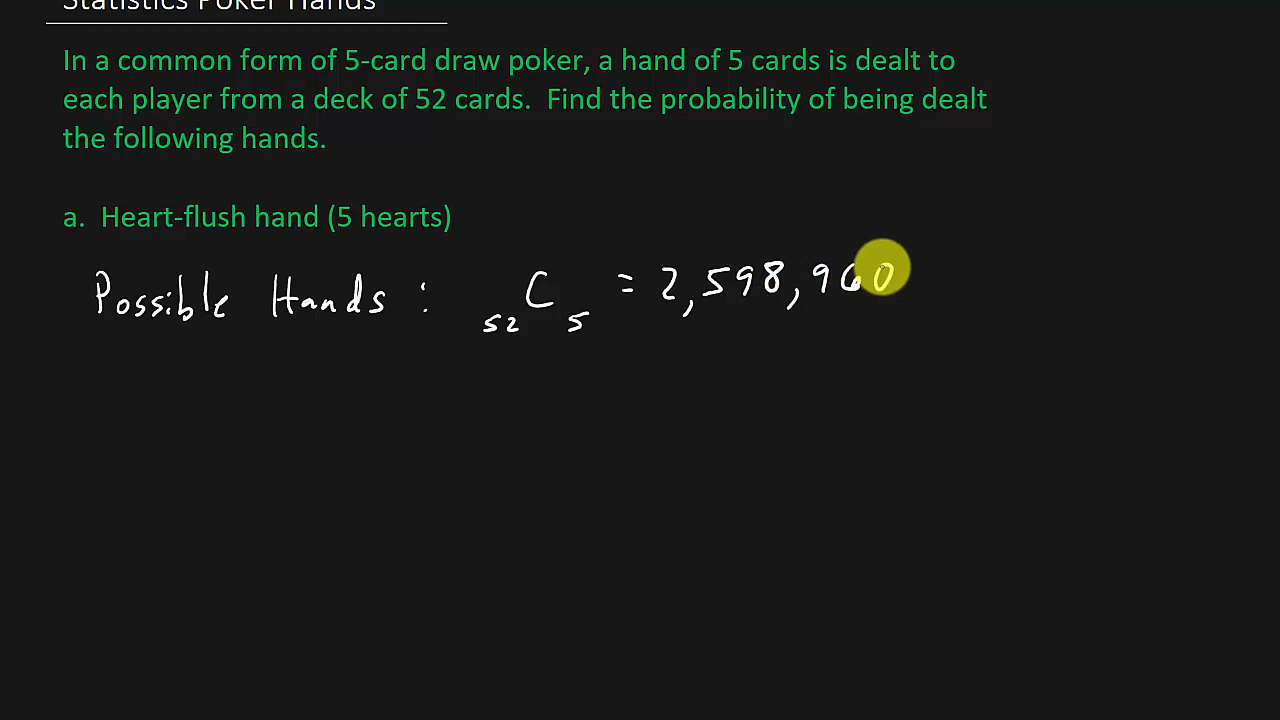 Statistics Poker Hands
In a common form of 5-card draw poker, a hand of 5 cards is dealt to
each player from a deck of 52 cards. Find the probability of being dealt
the following hands.
a. Heart-flush hand (5 hearts)
Possible Hands : 52 C 5 = 2,598,960